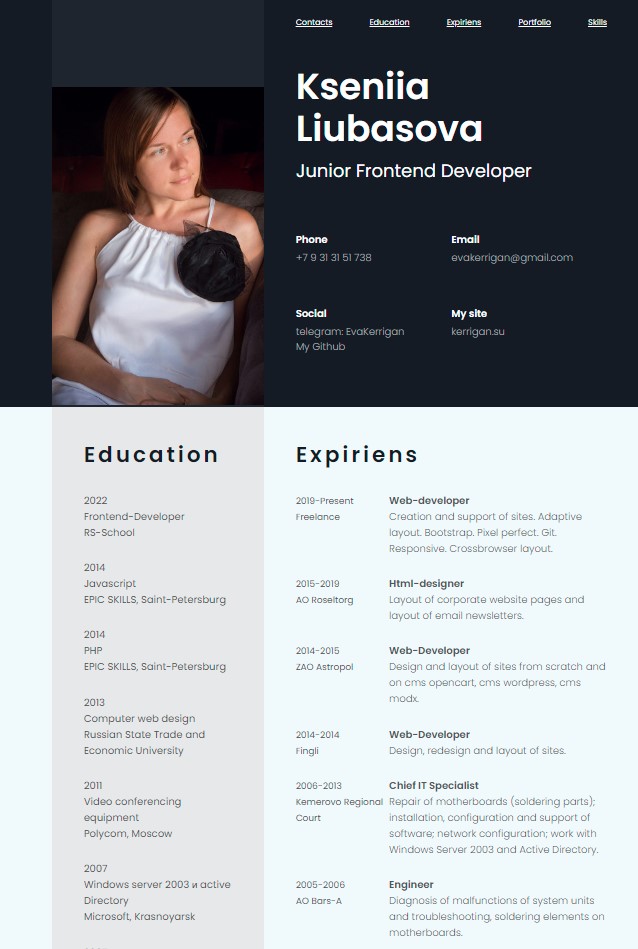 Contacts Education Expiriens Portfolio Skills
Kseniia
Liubasova
Junior Frontend Developer
Phone
+7 9 31 31 51 738
Email
evakerrigan@gmail.com
Social
telegram: EvaKerrigan
My Github
My site
kerrigan.su
Education
2022
Frontend-Developer
RS-School
2014
Javascript
EPIC SKILLS, Saint-Petersburg
2014
PHP
EPIC SKILLS, Saint-Petersburg
2013
Computer web design
Russian State Trade and
Economic University
2011
Video conferencing
equipment
Polycom, Moscow
2007
Windows server 2003 и active
Directory
Microsoft, Krasnoyarsk
Expiriens
2019-Present
Freelance
Web-developer
Creation and support of sites. Adaptive
layout. Bootstrap. Pixel perfect. Git.
Responsive. Crossbrowser layout.
2015-2019
AO Roseltorg
Html-designer
Layout of corporate website pages and
layout of email newsletters.
2014-2015
ZAO Astropol
Web-Developer
Design and layout of sites from scratch and
on cms opencart, cms wordpress, cms
modx.
2014-2014
Fingli
Web-Developer
Design, redesign and layout of sites.
2006-2013
Kemerovo Regional
Court
Chief IT Specialist
Repair of motherboards (soldering parts);
installation, configuration and support of
software; network configuration; work with
Windows Server 2003 and Active Directory.
2005-2006
AO Bars-A
Engineer
Diagnosis of malfunctions of system units
and troubleshooting, soldering elements on
motherboards.